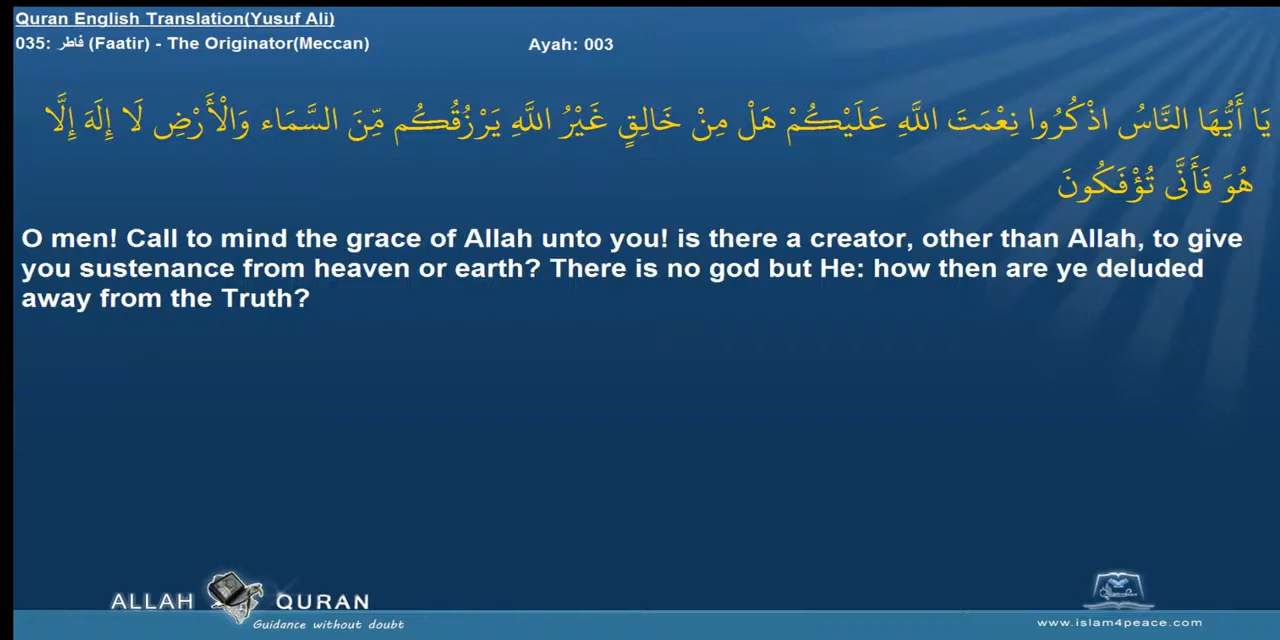 Quran English Translation(Yusuf Ali)
035: فاطر (Faatir) - The Originator(Meccan)
Ayah: 003
يَا أَيُّهَا النَّاسُ اذْكُرُوا نِعْمَتَ اللَّهِ عَلَيْكُمْ هَلْ مِنْ خَالِقٍ غَيْرُ اللَّهِ يَرْزُقُكُم مِّنَ السَّمَاء وَالْأَرْضِ لَا إِلَهَ إِلَّا
هُوَ فَأَنَّى تُؤْفَكُونَ
O men! Call to mind the grace of Allah unto you! is there a creator, other than Allah, to give
you sustenance from heaven or earth? There is no god but He: how then are ye deluded
away from the Truth?
ALLAH QURAN
Guidance without doubt
www.islam4peace.com